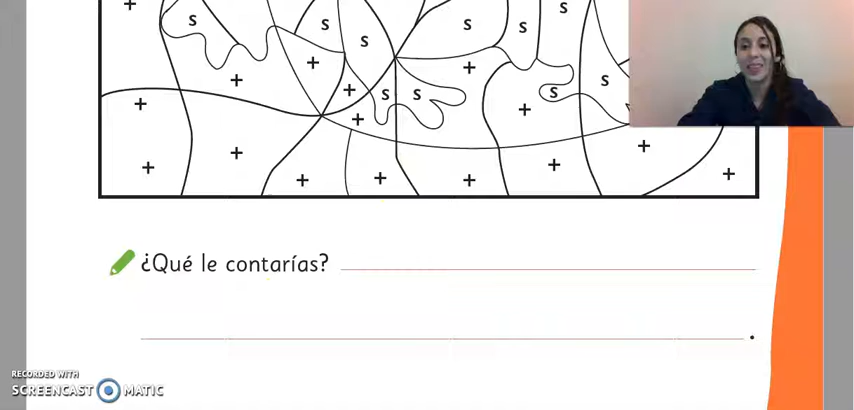 + s s s s s s
+ + +
+ s s s s
+ + +
+ + + + +
+ + + +
¿Qué le contarías?
.
RECORDED WITH
SCREENCAST MATIC